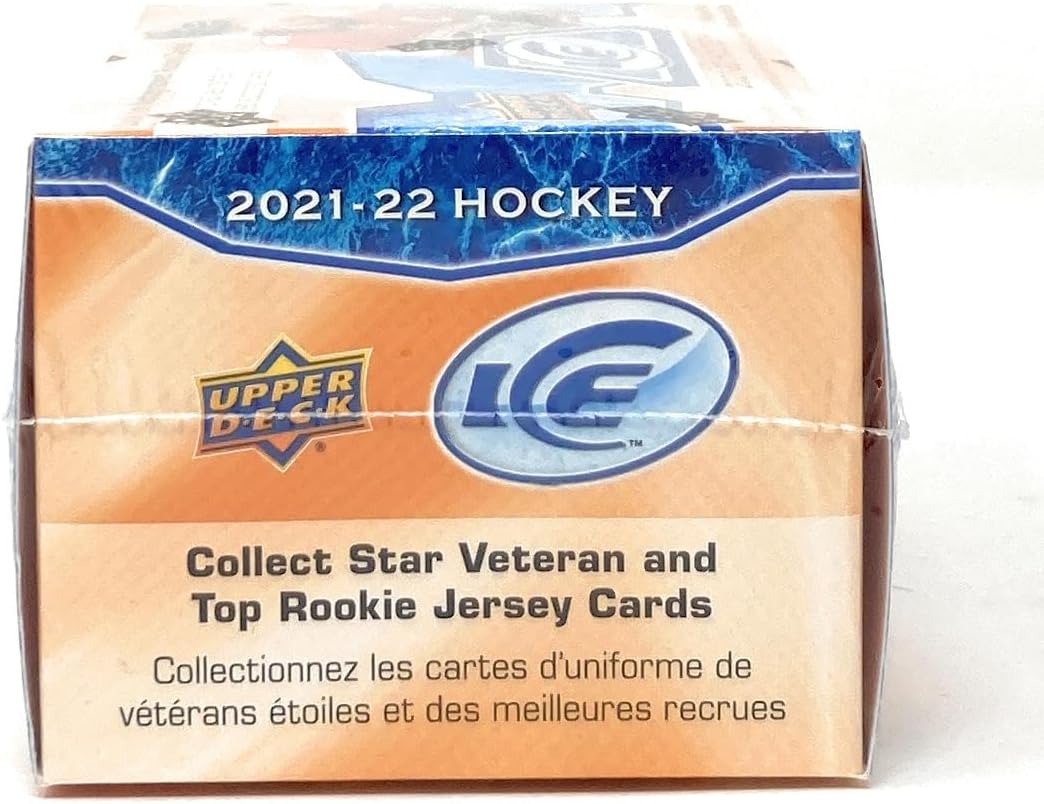 2021-22 HOCKEY
UPPER
D·E·C·K
®
ICE
™
Collect Star Veteran and
Top Rookie Jersey Cards
Collectionnez les cartes d'uniforme de
vétérans étoiles et des meilleures recrues